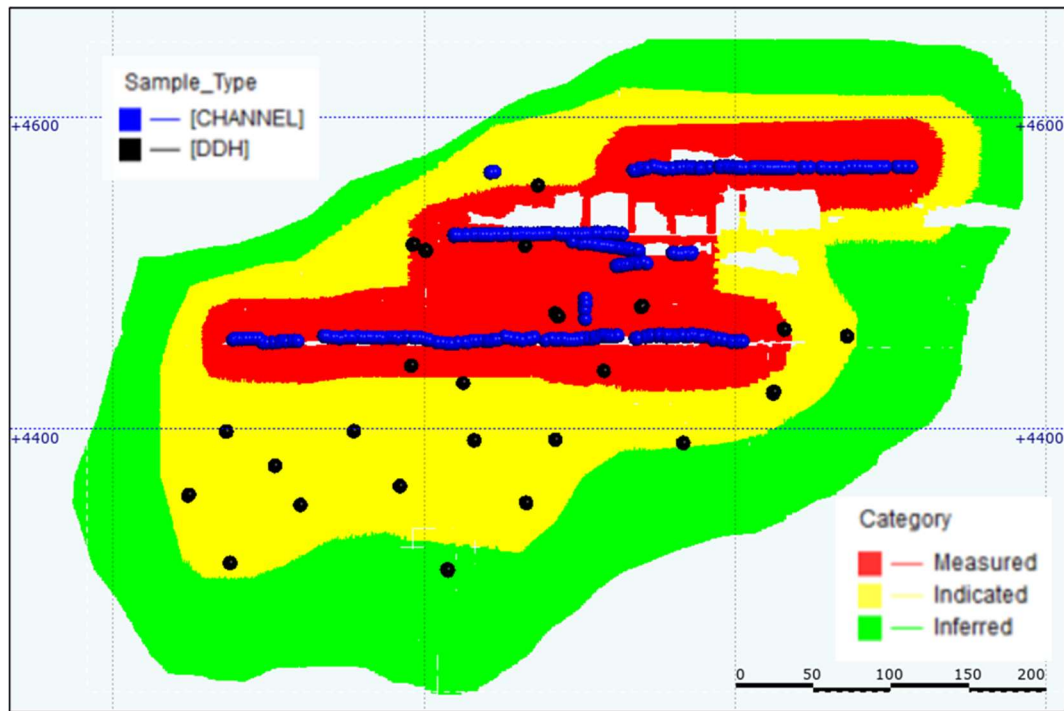 Sample_Type
[CHANNEL]
[DDH]
+4600
+4600
+4400
+4400
Category
Measured
Indicated
Inferred
0 50 100 150 200